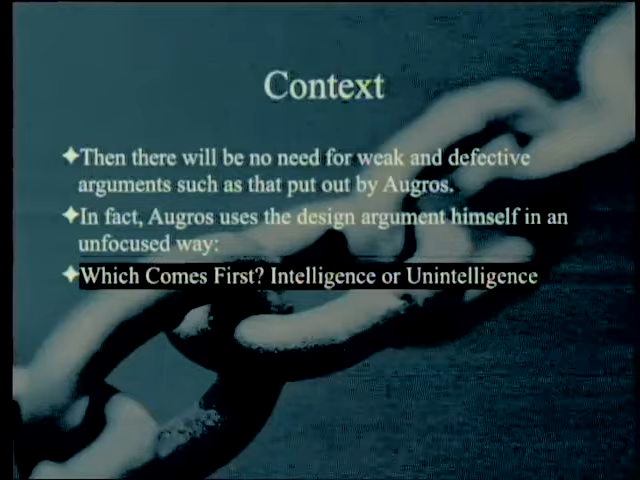 Context
✦Then there will be no need for weak and defective
arguments such as that put out by Augros.
✦In fact, Augros uses the design argument himself in an
unfocused way:
✦Which Comes First? Intelligence or Unintelligence